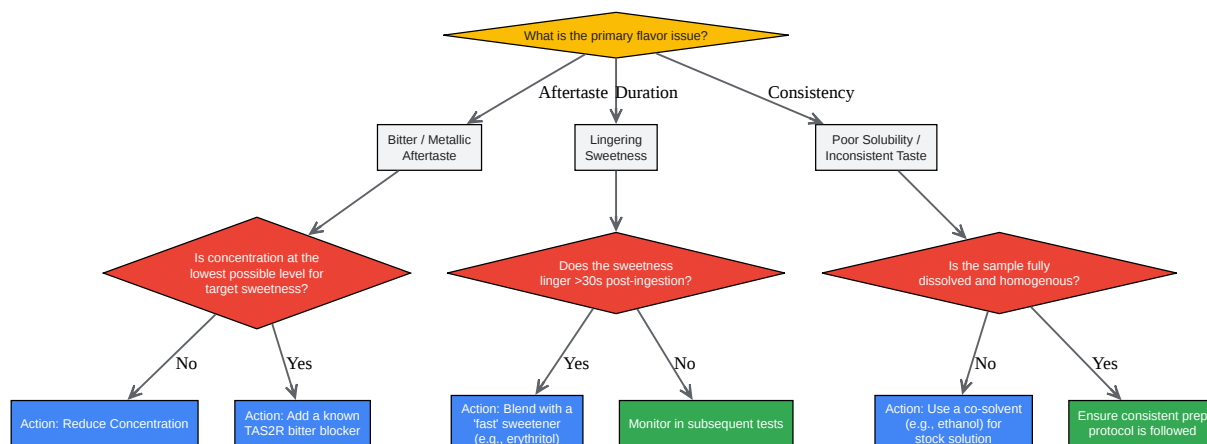 What is the primary flavor issue?
Aftertaste
Duration
Consistency
Bitter / Metallic
Aftertaste
Lingering
Sweetness
Poor Solubility /
Inconsistent Taste
Is concentration at the
lowest possible level for
target sweetness?
Does the sweetness
linger >30s post-ingestion?
Is the sample fully
dissolved and homogenous?
No
Yes
Yes
No
No
Yes
Action: Reduce Concentration
Action: Add a known
TAS2R bitter blocker
Action: Blend with a
'fast' sweetener
(e.g., erythritol)
Monitor in subsequent tests
Action: Use a co-solvent
(e.g., ethanol) for
stock solution
Ensure consistent prep
protocol is followed